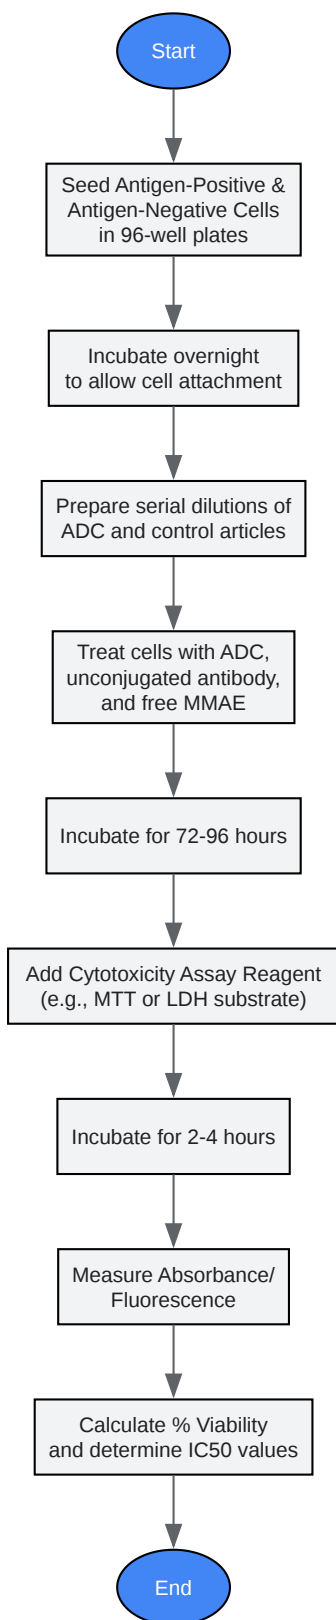 Start
Seed Antigen-Positive &
Antigen-Negative Cells
in 96-well plates
Incubate overnight
to allow cell attachment
Prepare serial dilutions of
ADC and control articles
Treat cells with ADC,
unconjugated antibody,
and free MMAE
Incubate for 72-96 hours
Add Cytotoxicity Assay Reagent
(e.g., MTT or LDH substrate)
Incubate for 2-4 hours
Measure Absorbance/
Fluorescence
Calculate % Viability
and determine IC50 values
End